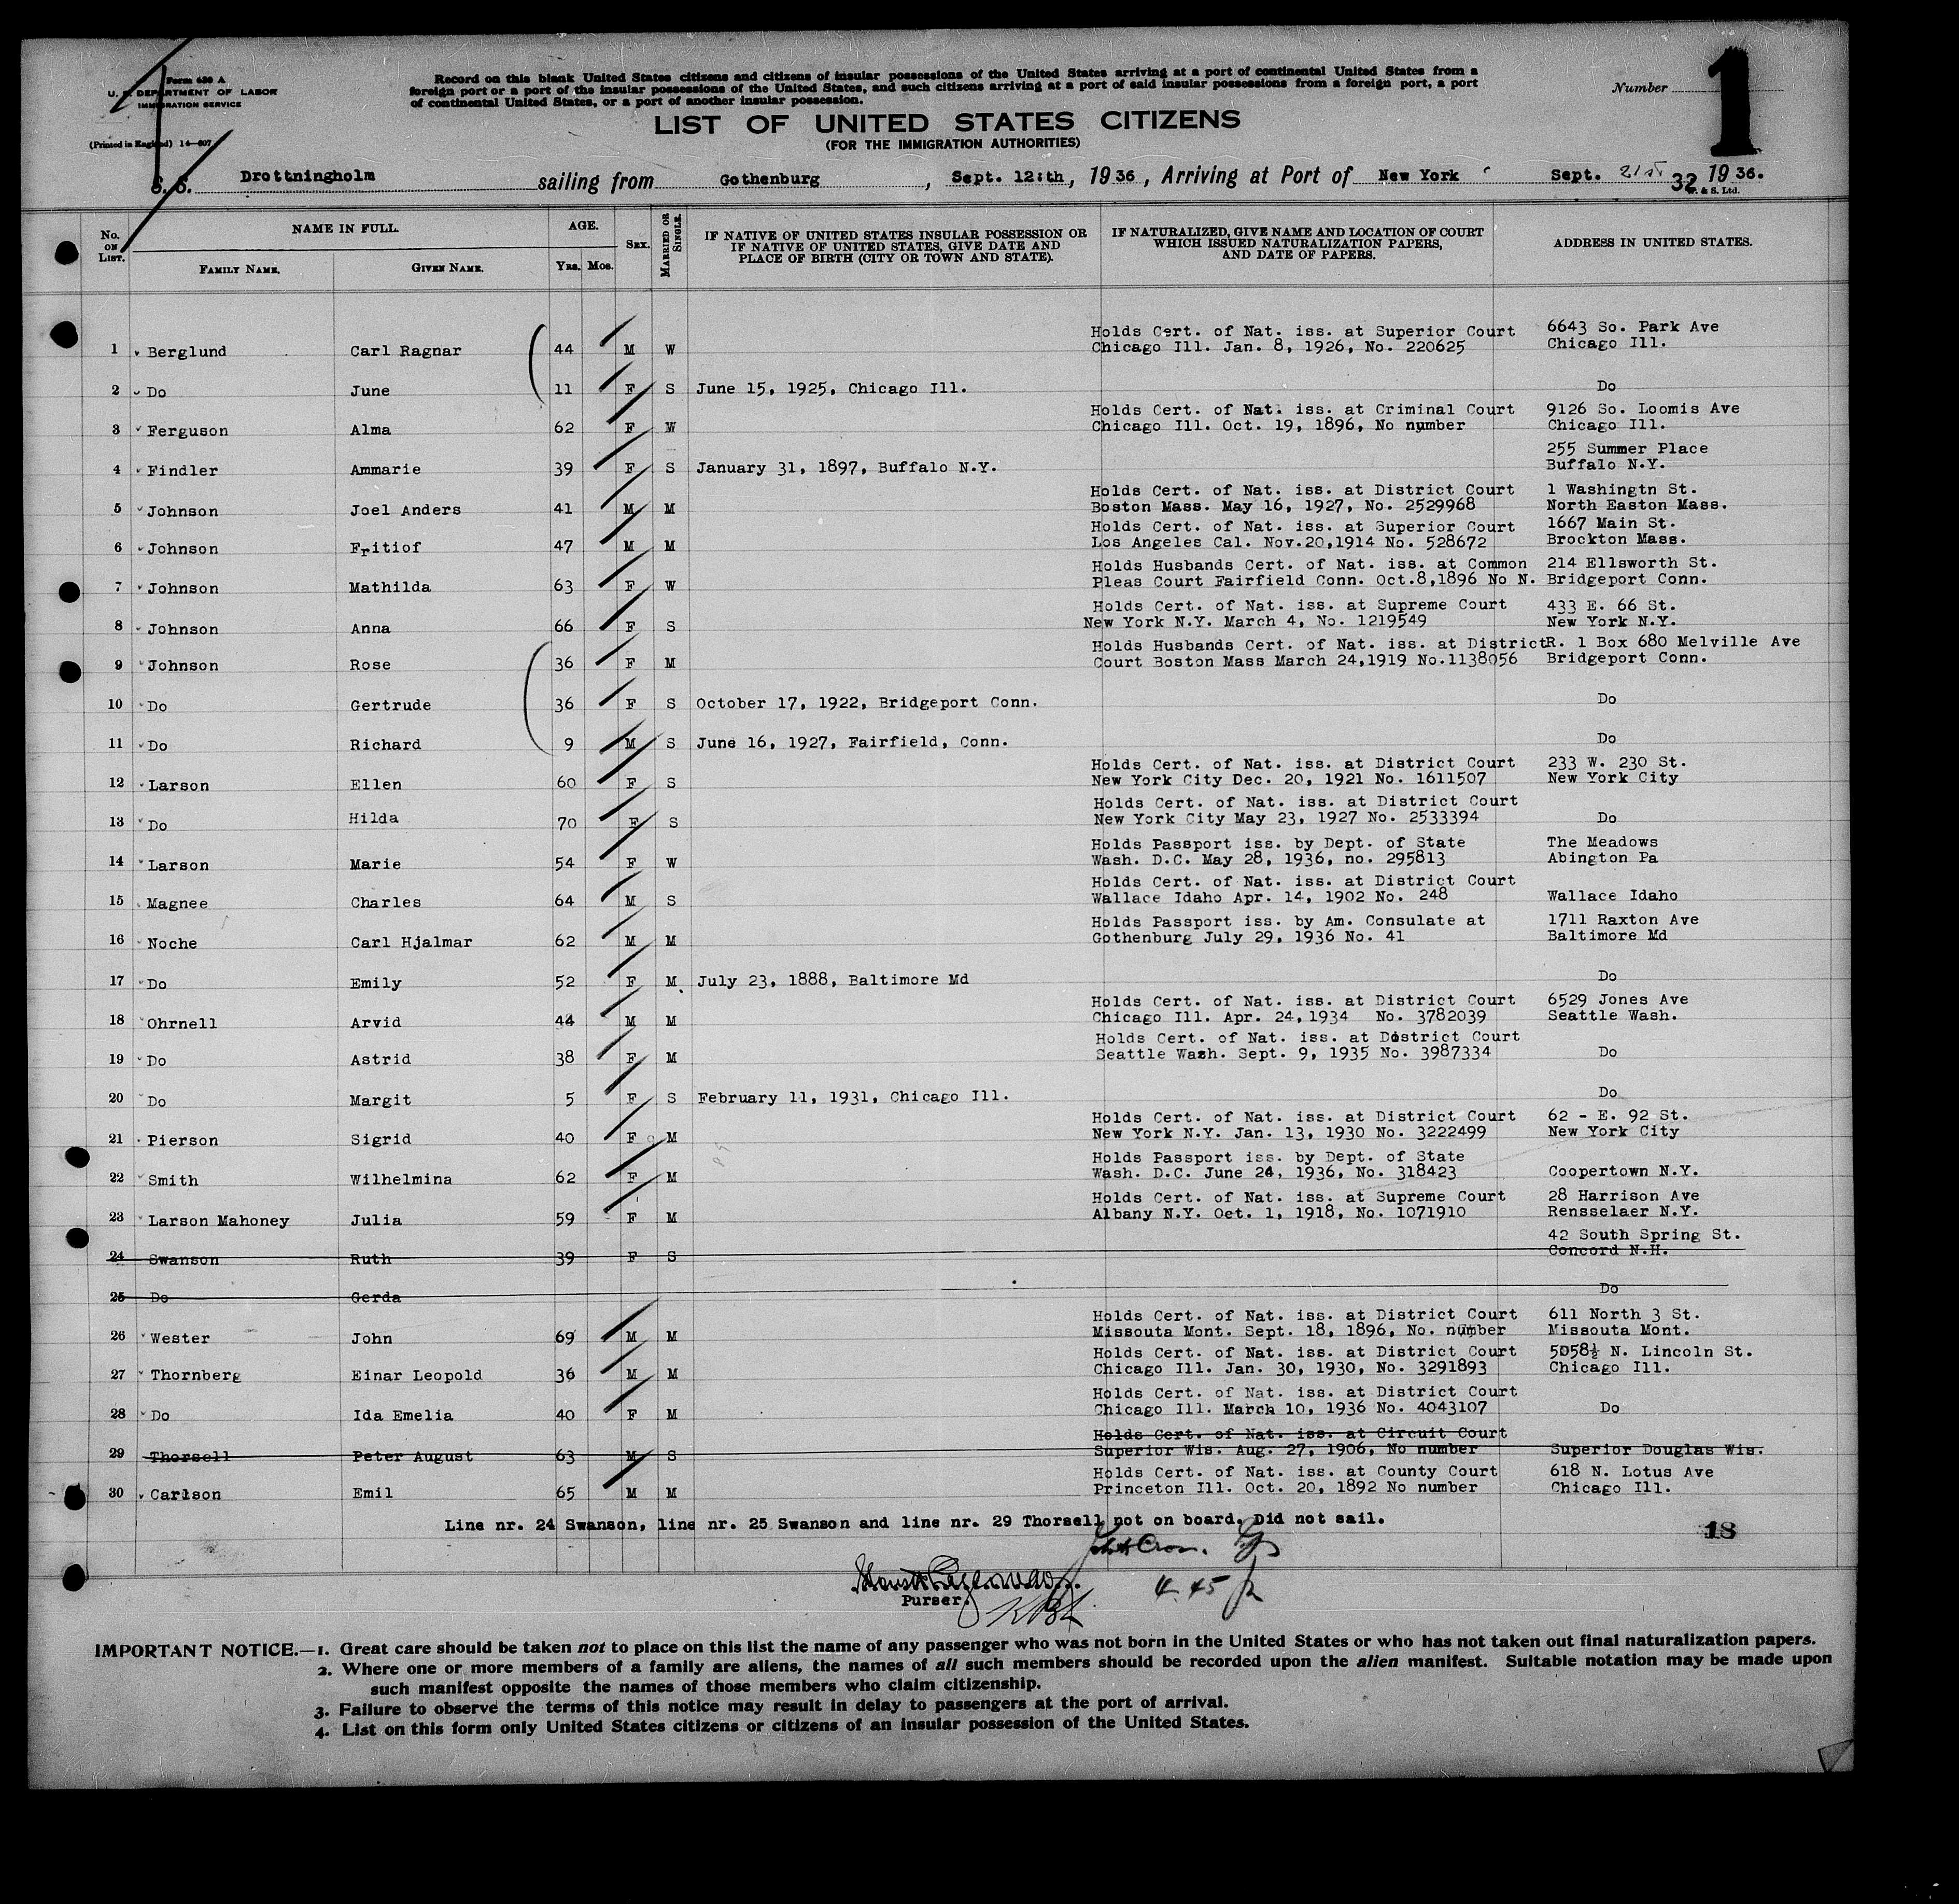 Form 630 A
U. S. DEPARTMENT OF LABOR
IMMIGRATION SERVICE
(Printed in England) 14—807
Record on this blank United States citizens and citizens of insular possessions of the United States arriving at a port of continental United States from a
foreign port or a port of the insular possessions of the United States, and such citizens arriving at a port of said insular possessions from a foreign port, a port
of continental United States, or a port of another insular possession.
Number 1
LIST OF UNITED STATES CITIZENS
(FOR THE IMMIGRATION AUTHORITIES)
S. S. Drottningholm sailing from Gothenburg, Sept. 12:th, 1936, Arriving at Port of New York Sept. 21st 1936.
32 W. & S. Ltd.
No. ON LIST. NAME IN FULL. FAMILY NAME. GIVEN NAME. AGE. YRS. MOS. SEX. MARRIED OR SINGLE. IF NATIVE OF UNITED STATES INSULAR POSSESSION OR IF NATIVE OF UNITED STATES, GIVE DATE AND PLACE OF BIRTH (CITY OR TOWN AND STATE). IF NATURALIZED, GIVE NAME AND LOCATION OF COURT WHICH ISSUED NATURALIZATION PAPERS, AND DATE OF PAPERS. ADDRESS IN UNITED STATES.
1 Berglund Carl Ragnar 44 M W Holds Cert. of Nat. iss. at Superior Court Chicago Ill. Jan. 8, 1926, No. 220625 6643 So. Park Ave Chicago Ill.
2 Do June 11 F S June 15, 1925, Chicago Ill. Do
3 Ferguson Alma 62 F W Holds Cert. of Nat. iss. at Criminal Court Chicago Ill. Oct. 19, 1896, No number 9126 So. Loomis Ave Chicago Ill.
4 Findler Ammarie 39 F S January 31, 1897, Buffalo N.Y. 255 Summer Place Buffalo N.Y.
5 Johnson Joel Anders 41 M M Holds Cert. of Nat. iss. at District Court Boston Mass. May 16, 1927, No. 2529968 1 Washingtn St. North Easton Mass.
6 Johnson Fritiof 47 M M Holds Cert. of Nat. iss. at Superior Court Los Angeles Cal. Nov.20,1914 No. 528672 1667 Main St. Brockton Mass.
7 Johnson Mathilda 63 F W Holds Husbands Cert. of Nat. iss. at Common Pleas Court Fairfield Conn. Oct.8,1896 No N. 214 Ellsworth St. Bridgeport Conn.
8 Johnson Anna 66 F S Holds Cert. of Nat. iss. at Supreme Court New York N.Y. March 4, No. 1219549 433 E. 66 St. New York N.Y.
9 Johnson Rose 36 F M Holds Husbands Cert. of Nat. iss. at District Court Boston Mass March 24,1919 No.1138056 R. 1 Box 680 Melville Ave Bridgeport Conn.
10 Do Gertrude 36 F S October 17, 1922, Bridgeport Conn. Do
11 Do Richard 9 M S June 16, 1927, Fairfield, Conn. Do
12 Larson Ellen 60 F S Holds Cert. of Nat. iss. at District Court New York City Dec. 20, 1921 No. 1611507 233 W. 230 St. New York City
13 Do Hilda 70 F S Holds Cert. of Nat. iss. at District Court New York City May 23, 1927 No. 2533394 Do
14 Larson Marie 54 F W Holds Passport iss. by Dept. of State Wash. D.C. May 28, 1936, no. 295813 The Meadows Abington Pa
15 Magnee Charles 64 M S Holds Cert. of Nat. iss. at District Court Wallace Idaho Apr. 14, 1902 No. 248 Wallace Idaho
16 Noche Carl Hjalmar 62 M M Holds Passport iss. by Am. Consulate at Gothenburg July 29, 1936 No. 41 1711 Raxton Ave Baltimore Md
17 Do Emily 52 F M July 23, 1888, Baltimore Md Do
18 Ohrnell Arvid 44 M M Holds Cert. of Nat. iss. at District Court Chicago Ill. Apr. 24,1934 No. 3782039 6529 Jones Ave Seattle Wash.
19 Do Astrid 38 F M Holds Cert. of Nat. iss. at District Court Seattle Wash. Sept. 9, 1935 No. 3987334 Do
20 Do Margit 5 F S February 11, 1931, Chicago Ill. Do
21 Pierson Sigrid 40 F M Holds Cert. of Nat. iss. at District Court New York N.Y. Jan. 13, 1930 No. 3222499 62 - E. 92 St. New York City
22 Smith Wilhelmina 62 F M Holds Passport iss. by Dept. of State Wash. D.C. June 24, 1936, No. 318423 Coopertown N.Y.
23 Larson Mahoney Julia 59 F M Holds Cert. of Nat. iss. at Supreme Court Albany N.Y. Oct. 1, 1918, No. 1071910 28 Harrison Ave Rensselaer N.Y.
24 Swanson Ruth 39 F S 42 South Spring St. Concord N.H.
25 Do Gerda Do
26 Wester John 69 M M Holds Cert. of Nat. iss. at District Court Missouta Mont. Sept. 18, 1896, No. number 611 North 3 St. Missouta Mont.
27 Thornberg Einar Leopold 36 M M Holds Cert. of Nat. iss. at District Court Chicago Ill. Jan. 30, 1930, No. 3291893 5058½ N. Lincoln St. Chicago Ill.
28 Do Ida Emelia 40 F M Holds Cert. of Nat. iss. at District Court Chicago Ill. March 10, 1936 No. 4043107 Do
29 Thorsell Peter August 63 M S Holds Cert. of Nat. iss. at Circuit Court Superior Wis. Aug. 27, 1906, No number Superior Douglas Wis.
30 Carlson Emil 65 M M Holds Cert. of Nat. iss. at County Court Princeton Ill. Oct. 20, 1892 No number 618 N. Lotus Ave Chicago Ill.
Line nr. 24 Swanson, line nr. 25 Swanson and line nr. 29 Thorsell not on board. Did not sail.
18
4 45
Purser.
IMPORTANT NOTICE.—1. Great care should be taken not to place on this list the name of any passenger who was not born in the United States or who has not taken out final naturalization papers.
2. Where one or more members of a family are aliens, the names of all such members should be recorded upon the alien manifest. Suitable notation may be made upon
such manifest opposite the names of those members who claim citizenship.
3. Failure to observe the terms of this notice may result in delay to passengers at the port of arrival.
4. List on this form only United States citizens or citizens of an insular possession of the United States.